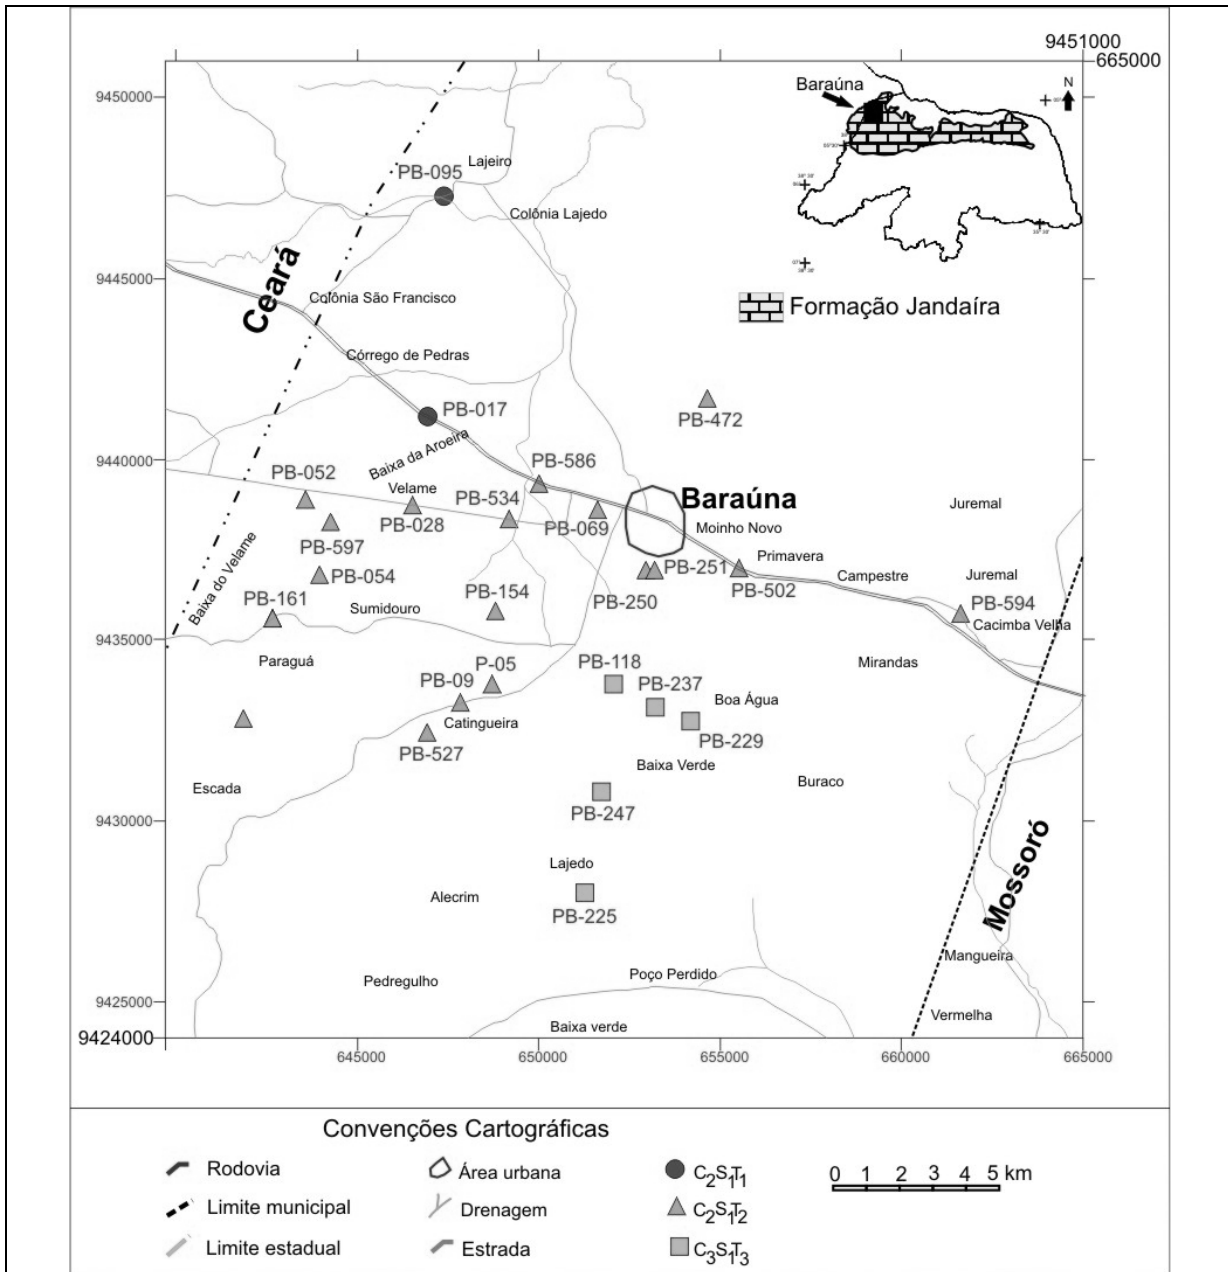 9451000
665000
9450000
Baraúna
N
Lajeiro
PB-095
Colônia Lajedo
Ceará
9445000
Colônia São Francisco
Formação Jandaíra
Córrego de Pedras
PB-017
PB-472
Baixa da Aroeira
9440000
PB-586
PB-052
Velame
PB-534
Baraúna
Juremal
PB-028
PB-069
Moinho Novo
PB-597
Primavera
PB-251
Baixa do Velame
PB-054
Campestre
Juremal
PB-502
PB-161
Sumidouro
PB-154
PB-250
PB-594
Cacimba Velha
9435000
Paraguá
P-05
PB-118
Mirandas
PB-09
PB-237
Boa Água
Catingueira
PB-229
PB-527
Baixa Verde
Escada
Buraco
PB-247
9430000
Mossoró
Lajedo
Alecrim
PB-225
Mangueira
Pedregulho
Poço Perdido
9425000
Vermelha
Baixa verde
9424000
645000
650000
655000
660000
665000
Convenções Cartográficas
Rodovia
Área urbana
C2S1T1
0 1 2 3 4 5 km
Limite municipal
Drenagem
C2S1T2
Limite estadual
Estrada
C3S1T3